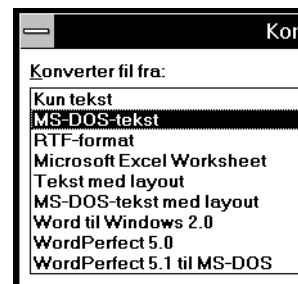 Kon
Konverter fil fra:
Kun tekst
MS-DOS-tekst
RTF-format
Microsoft Excel Worksheet
Tekst med layout
MS-DOS-tekst med layout
Word til Windows 2.0
WordPerfect 5.0
WordPerfect 5.1 til MS-DOS